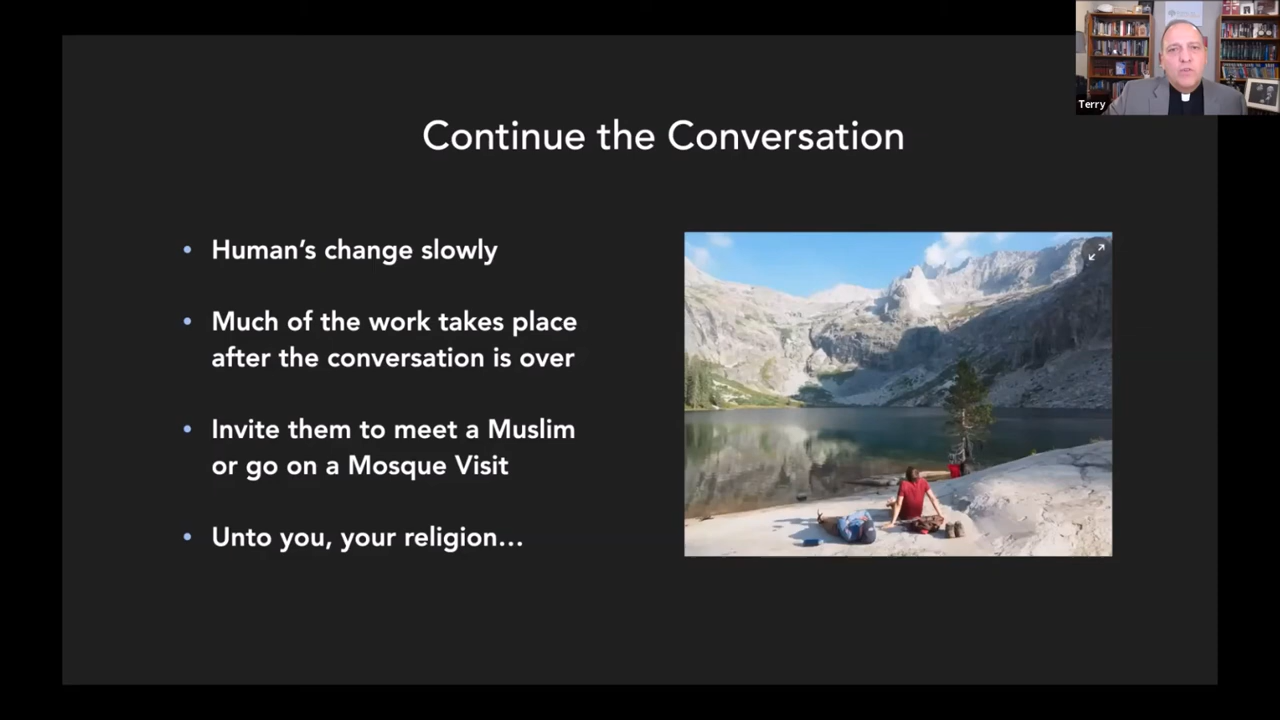 Terry
Continue the Conversation
• Human’s change slowly
• Much of the work takes place
after the conversation is over
• Invite them to meet a Muslim
or go on a Mosque Visit
• Unto you, your religion…